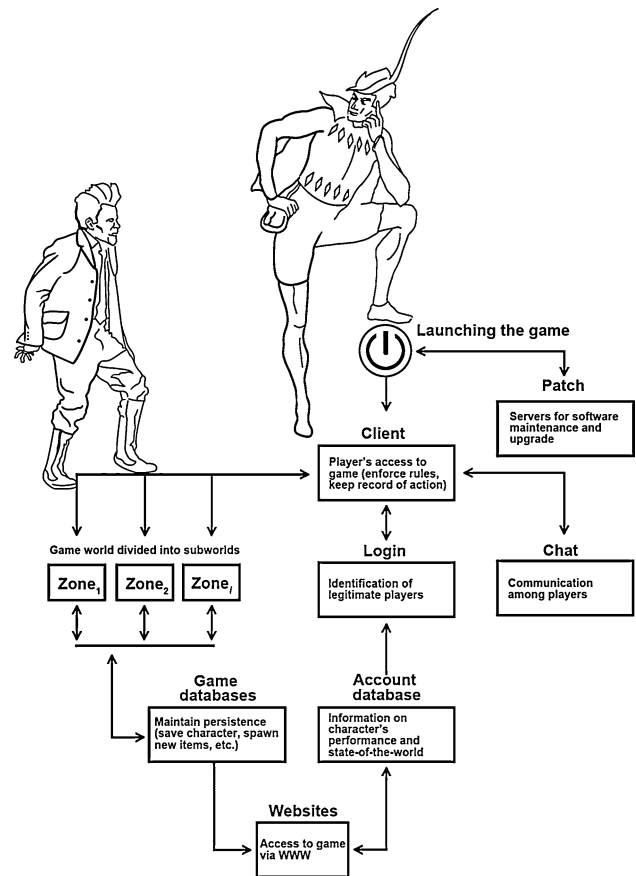 Launching the game
Patch
Servers for software
maintenance and
upgrade
Client
Player's access to
game (enforce rules,
keep record of action)
Game world divided into subworlds
Zone1
Zone2
Zonei
Login
Identification of
legitimate players
Chat
Communication
among players
Game
databases
Maintain persistence
(save character, spawn
new items, etc.)
Account
database
Information on
character's
performance and
state-of-the-world
Websites
Access to game
via WWW